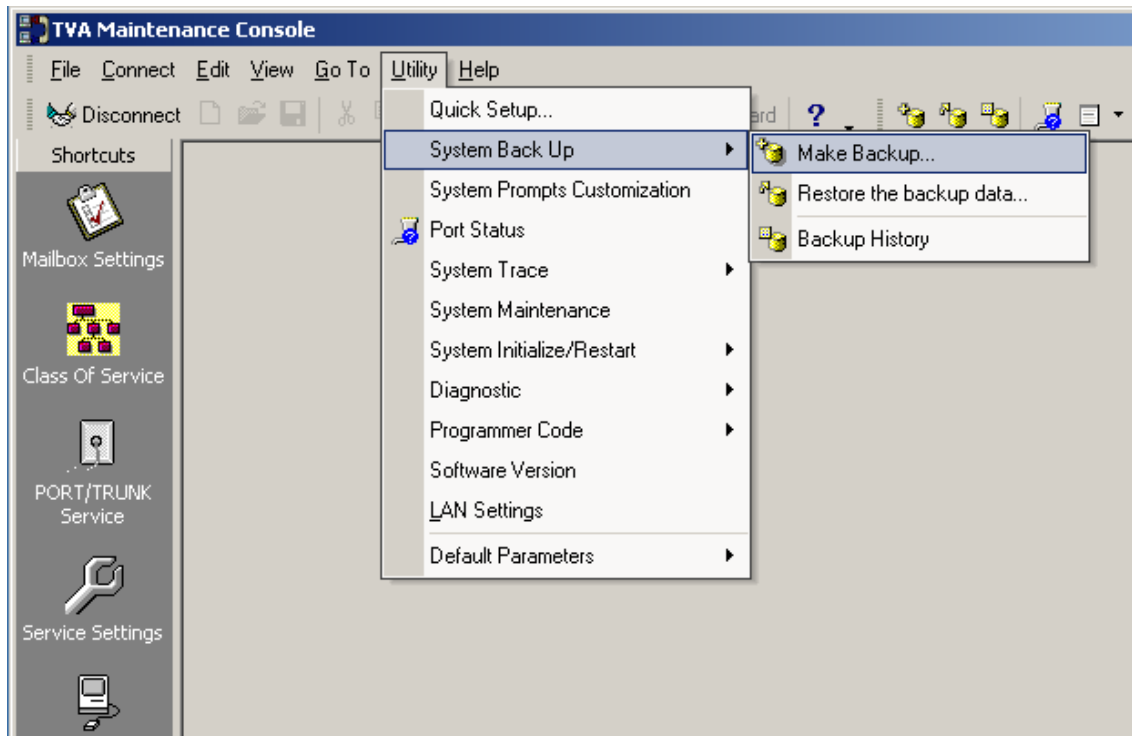 TVA Maintenance Console
File Connect Edit View Go To Utility Help
Disconnect ard ?
Shortcuts
Mailbox Settings
Class Of Service
PORT/TRUNK
Service
Service Settings
Quick Setup...
System Back Up
System Prompts Customization
Port Status
System Trace
System Maintenance
System Initialize/Restart
Diagnostic
Programmer Code
Software Version
LAN Settings
Default Parameters
Make Backup...
Restore the backup data...
Backup History